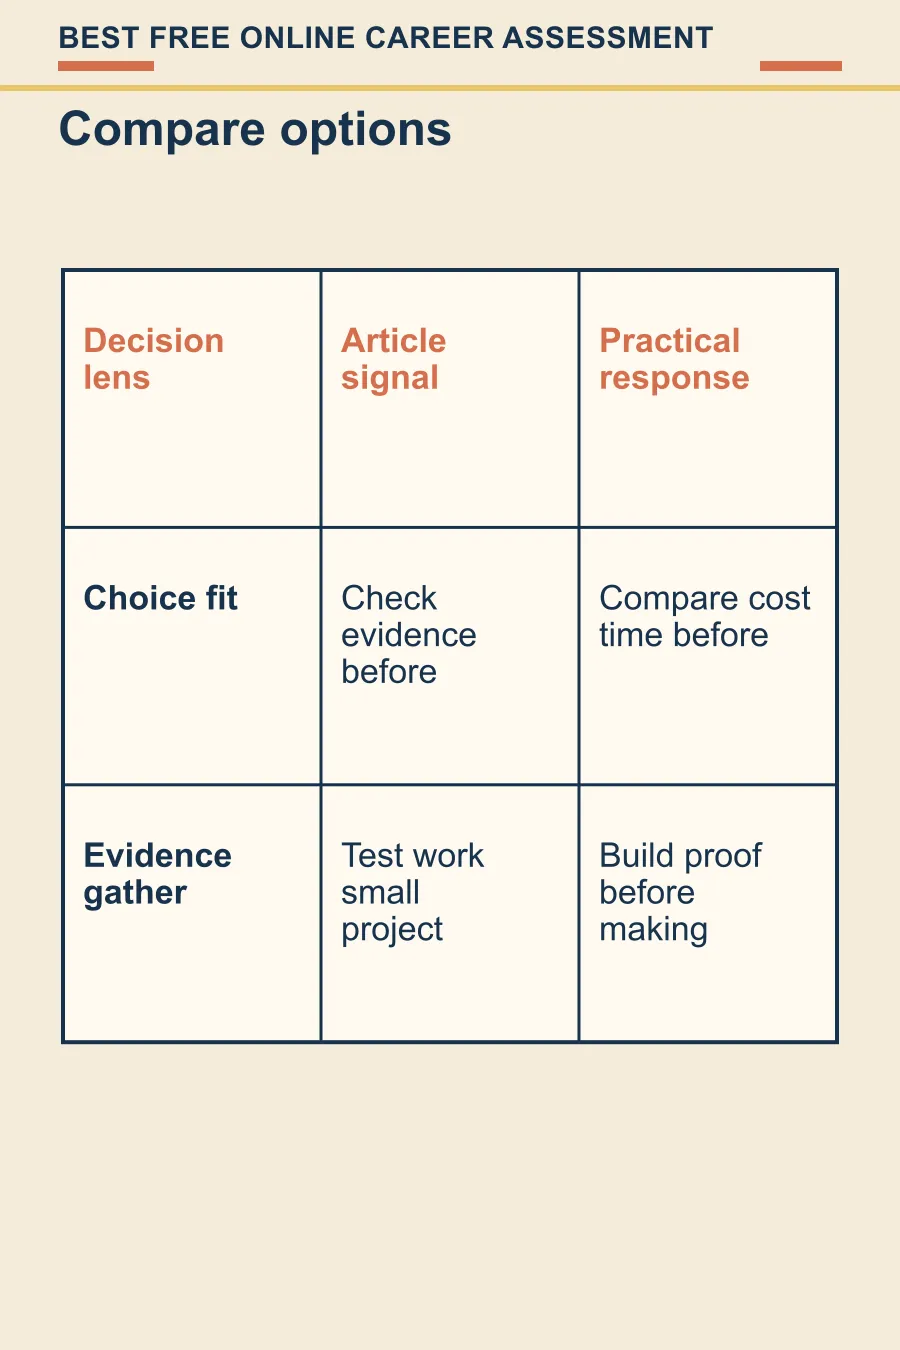 BEST FREE ONLINE CAREER ASSESSMENT
Compare options
Decision
lens
Article
signal
Practical
response
Choice fit
Check
evidence
before
Compare cost
time before
Evidence
gather
Test work
small
project
Build proof
before
making